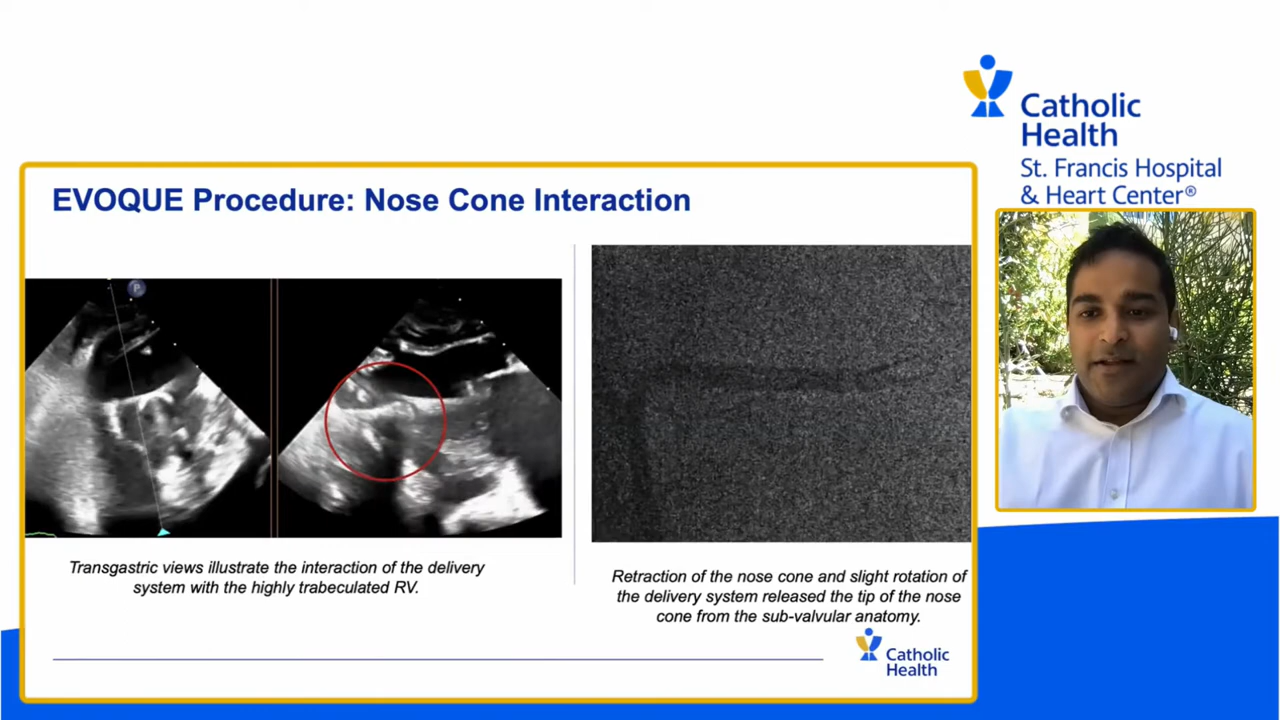 Catholic
Health
St. Francis Hospital
& Heart Center®
EVOQUE Procedure: Nose Cone Interaction
P
Transgastric views illustrate the interaction of the delivery
system with the highly trabeculated RV.
Retraction of the nose cone and slight rotation of
the delivery system released the tip of the nose
cone from the sub-valvular anatomy.
Catholic
Health